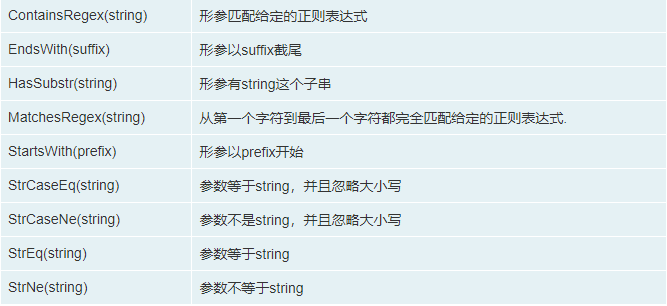 ContainsRegex(string) 形参匹配给定的正则表达式
EndsWith(suffix) 形参以suffix截尾
HasSubstr(string) 形参有string这个子串
MatchesRegex(string) 从第一个字符到最后一个字符都完全匹配给定的正则表达式.
StartsWith(prefix) 形参以prefix开始
StrCaseEq(string) 参数等于string，并且忽略大小写
StrCaseNe(string) 参数不是string，并且忽略大小写
StrEq(string) 参数等于string
StrNe(string) 参数不等于string